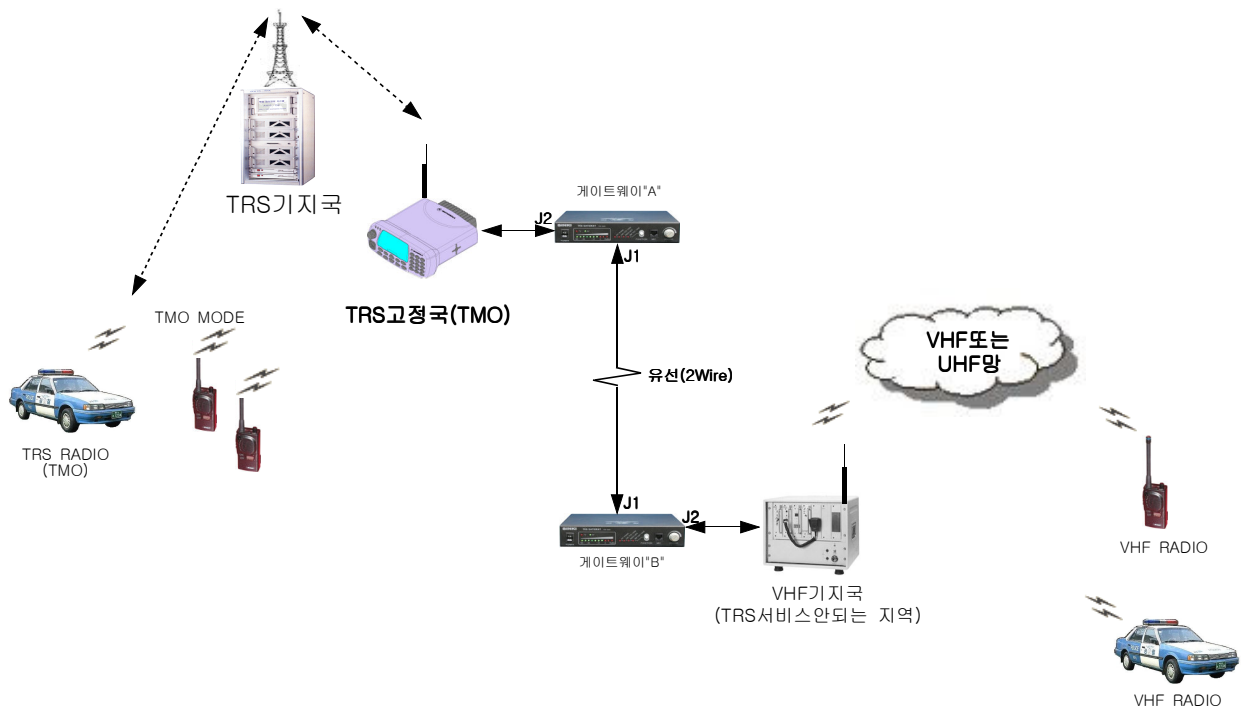 TRS기지국
게이트웨이"A"
J2
J1
TRS고정국(TMO)
TMO MODE
TRS RADIO
(TMO)
유선(2Wire)
VHF또는
UHF망
J1
J2
게이트웨이"B"
VHF기지국
(TRS서비스안되는 지역)
VHF RADIO
VHF RADIO